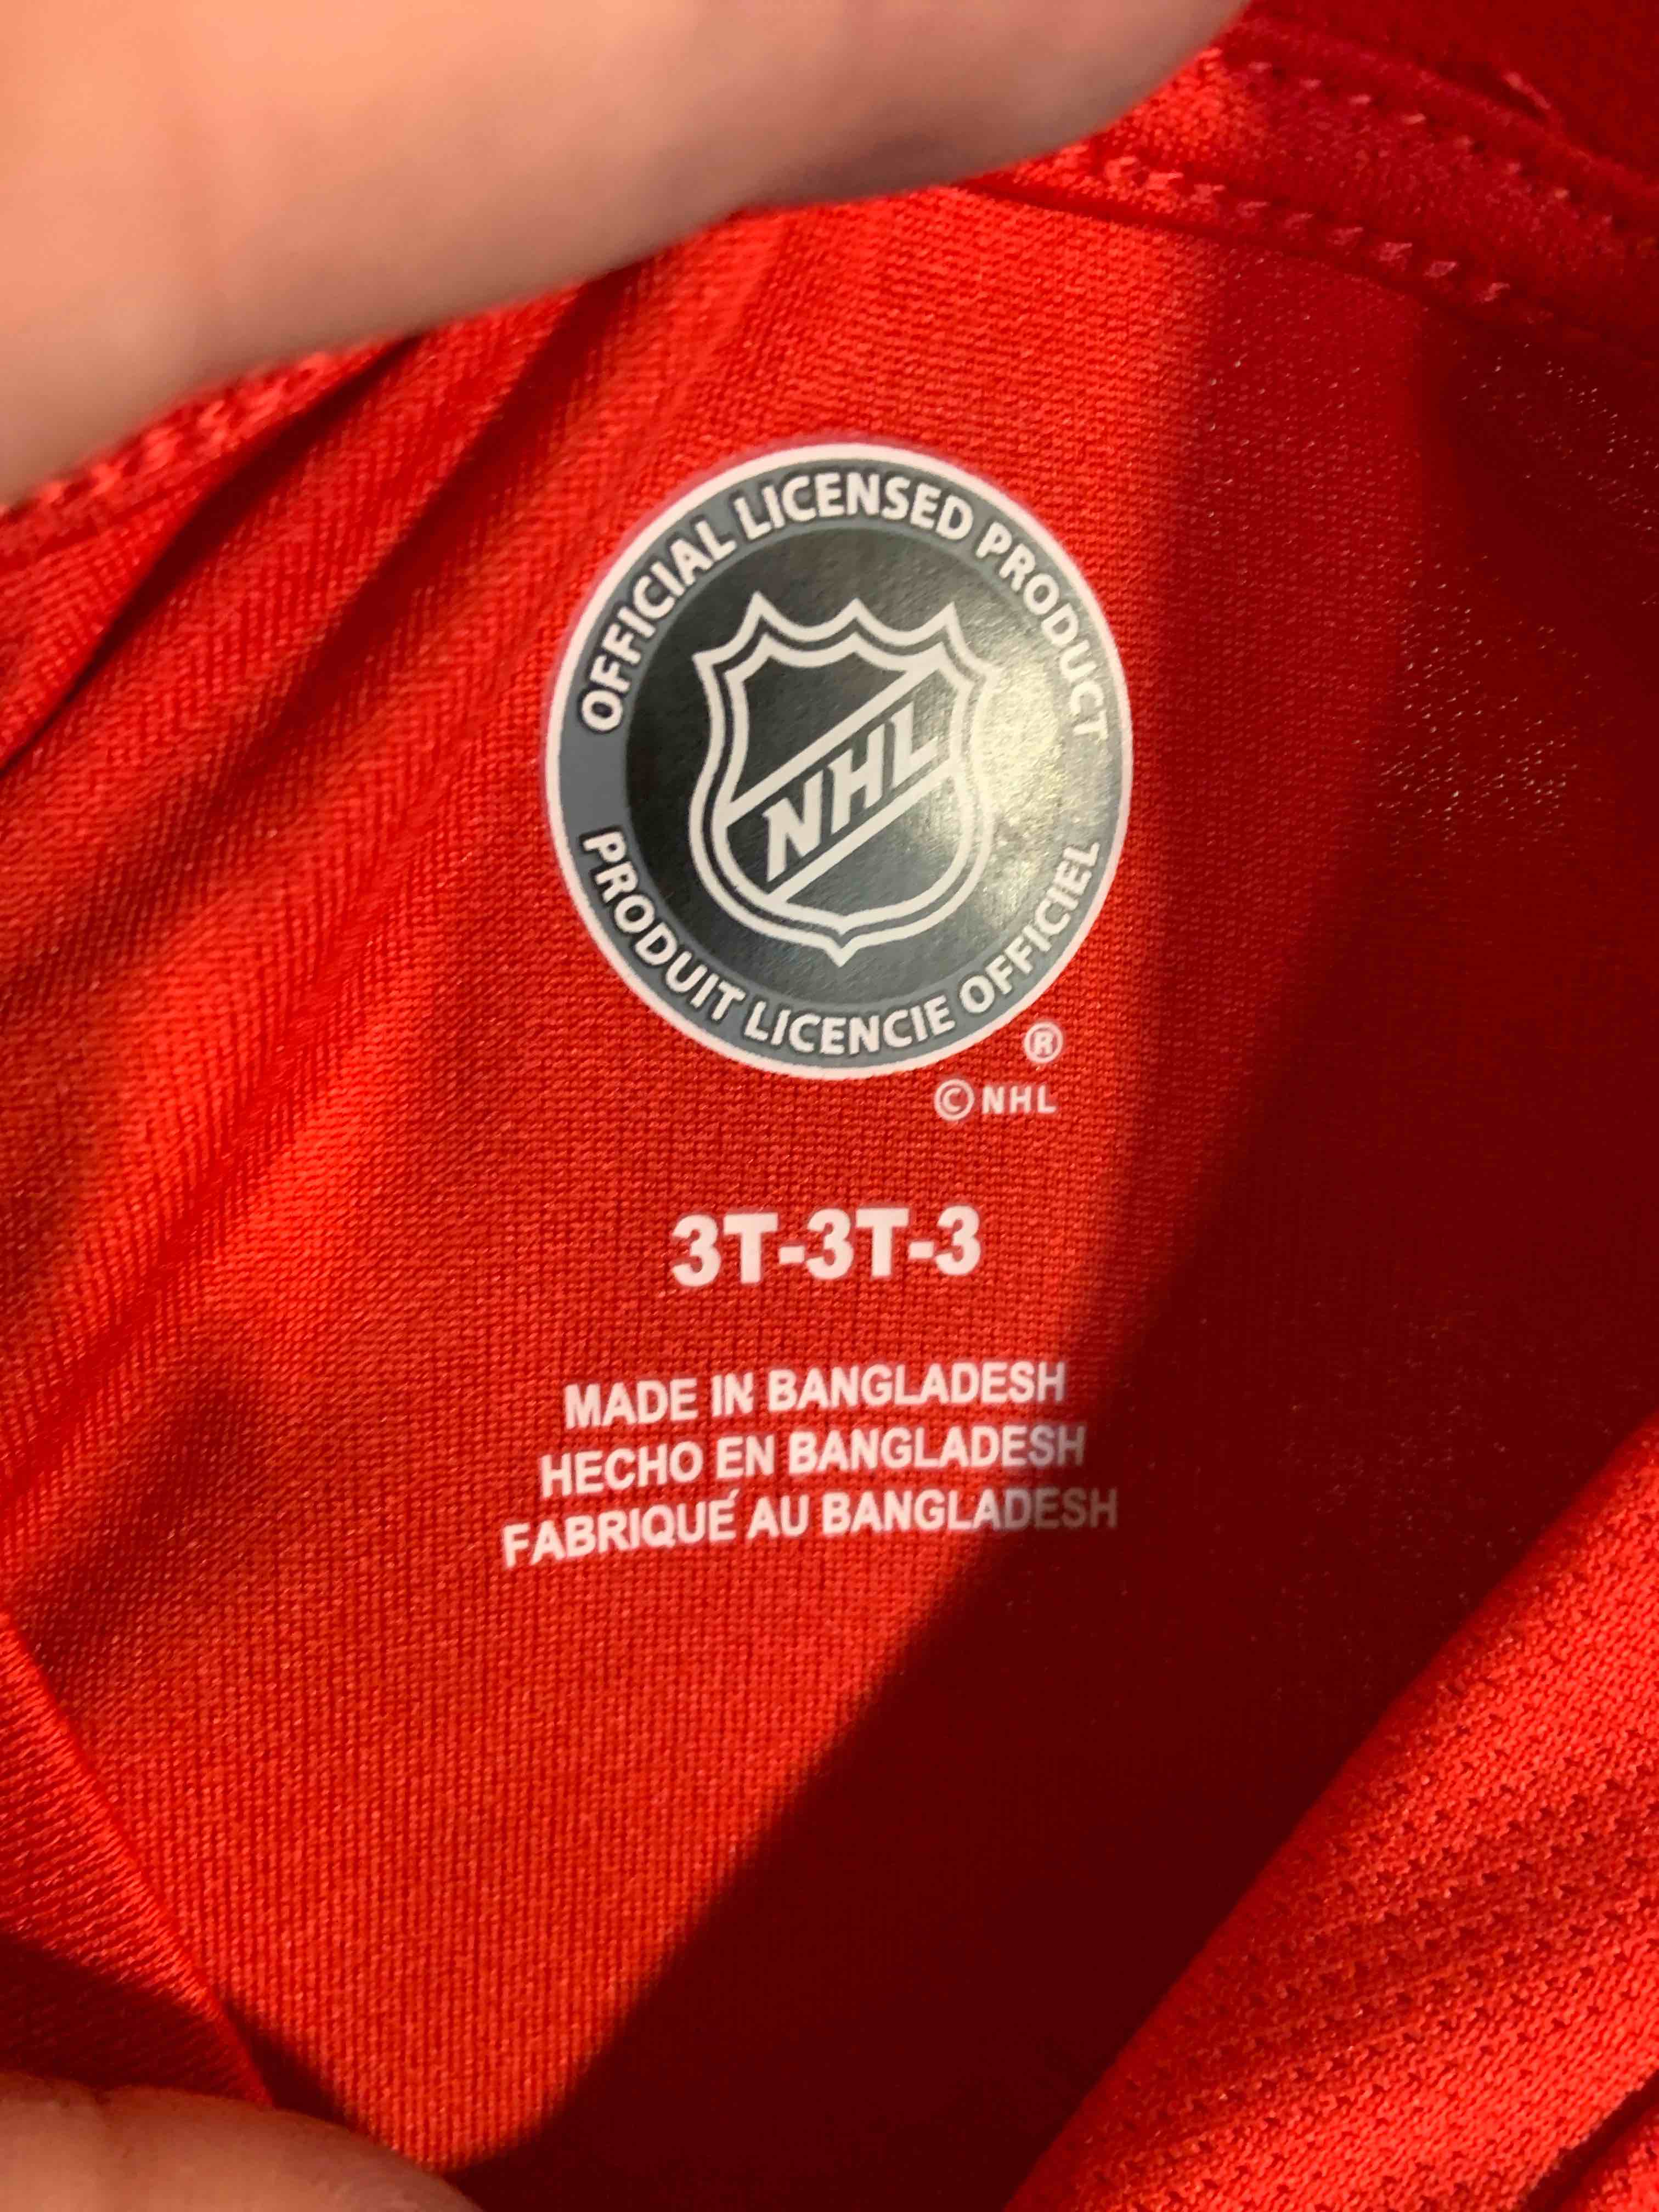 OFFICIAL LICENSED PRODUCT
NHL
PRODUIT LICENCIE OFFICIEL
®
© NHL
3T-3T-3
MADE IN BANGLADESH
HECHO EN BANGLADESH
FABRIQUÉ AU BANGLADESH